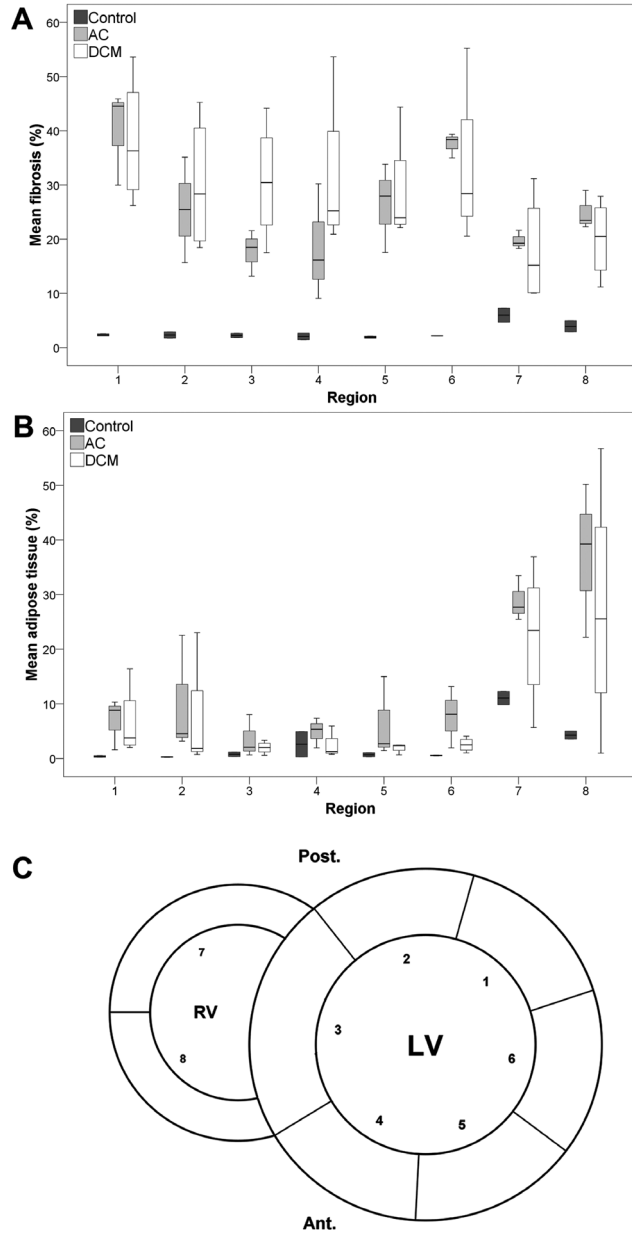 A
Control
AC
DCM
60
50
40
30
20
10
0
Mean fibrosis (%)
1 2 3 4 5 6 7 8
Region
B
Control
AC
DCM
60
50
40
30
20
10
0
Mean adipose tissue (%)
1 2 3 4 5 6 7 8
Region
C
Post.
7
2
1
RV
3
LV
8
6
4
5
Ant.